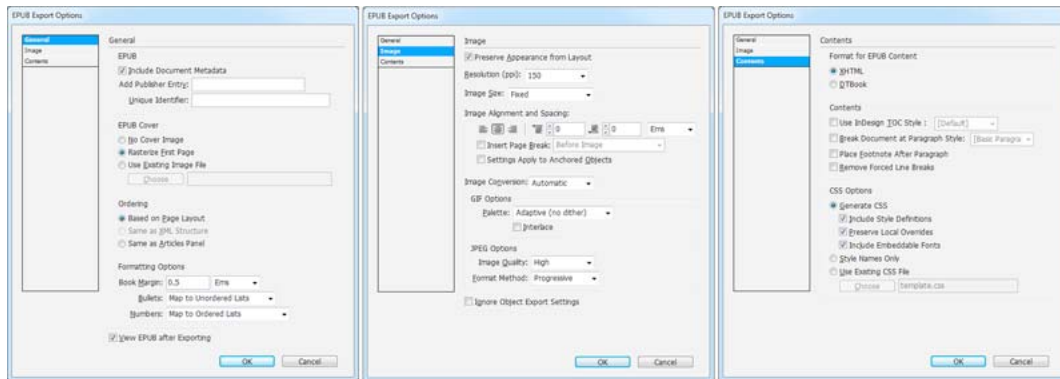 EPUB Export Options
General
Image
Contents
General
EPUB
Include Document Metadata
Add Publisher Entry:
Unique Identifier:
EPUB Cover
No Cover Image
Rasterize First Page
Use Existing Image File
Choose
Ordering
Based on Page Layout
Same as XML Structure
Same as Articles Panel
Formatting Options
Book Margin: 0.5 Ems
Bullets: Map to Unordered Lists
Numbers: Map to Ordered Lists
View EPUB after Exporting
OK Cancel
EPUB Export Options
General
Image
Contents
Image
Preserve Appearance from Layout
Resolution (ppi): 150
Image Size: Fixed
Image Alignment and Spacing:
0 0 Ems
Insert Page Break: Before Image
Settings Apply to Anchored Objects
Image Conversion: Automatic
GIF Options
Palette: Adaptive (no dither)
Interlace
JPEG Options
Image Quality: High
Format Method: Progressive
Ignore Object Export Settings
OK Cancel
EPUB Export Options
General
Image
Contents
Contents
Format for EPUB Content
XHTML
DTBook
Contents
Use InDesign TOC Style : [Default]
Break Document at Paragraph Style: [Basic Paragra
Place Footnote After Paragraph
Remove Forced Line Breaks
CSS Options
Generate CSS
Include Style Definitions
Preserve Local Overrides
Include Embeddable Fonts
Style Names Only
Use Existing CSS File
Choose template.css
OK Cancel